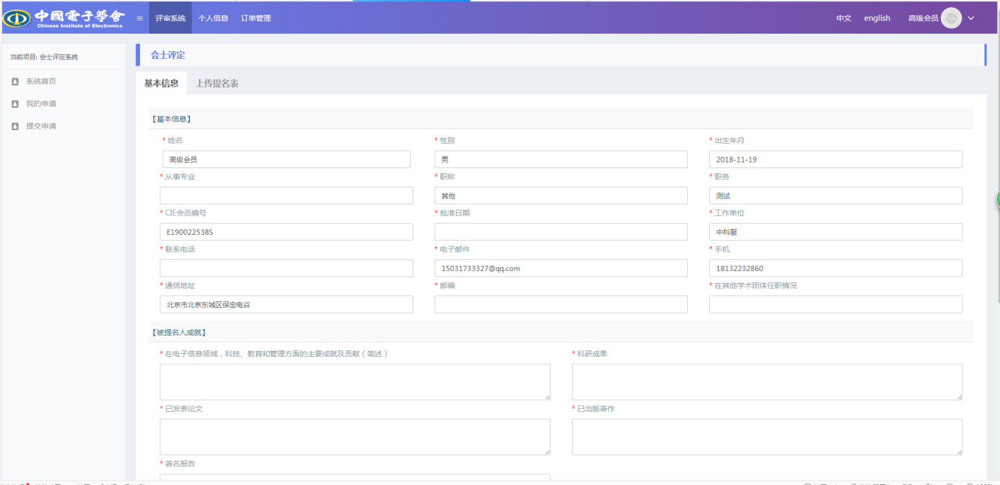 中國電子學會
Chinese Institute of Electronics
评审系统 个人信息 订单管理
中文 english 高级会员
当前项目: 会士评定系统
系统首页
我的申请
提交申请
会士评定
基本信息 上传提名表
【基本信息】
* 姓名 * 性别 * 出生年月
高级会员 男 2018-11-19
* 从事专业 * 职称 * 职务
其他 测试
* CIE会员编号 * 批准日期 * 工作单位
E190022538S 中科服
* 联系电话 * 电子邮件 * 手机
15031733327@qq.com 18132232860
* 通信地址 * 邮编 * 在其他学术团体任职情况
北京市北京东城区保定电谷
【被提名人成就】
* 在电子信息领域，科技、教育和管理方面的主要成就及贡献（简述） * 科研成果
* 已发表论文 * 已出版著作
* 著名报告